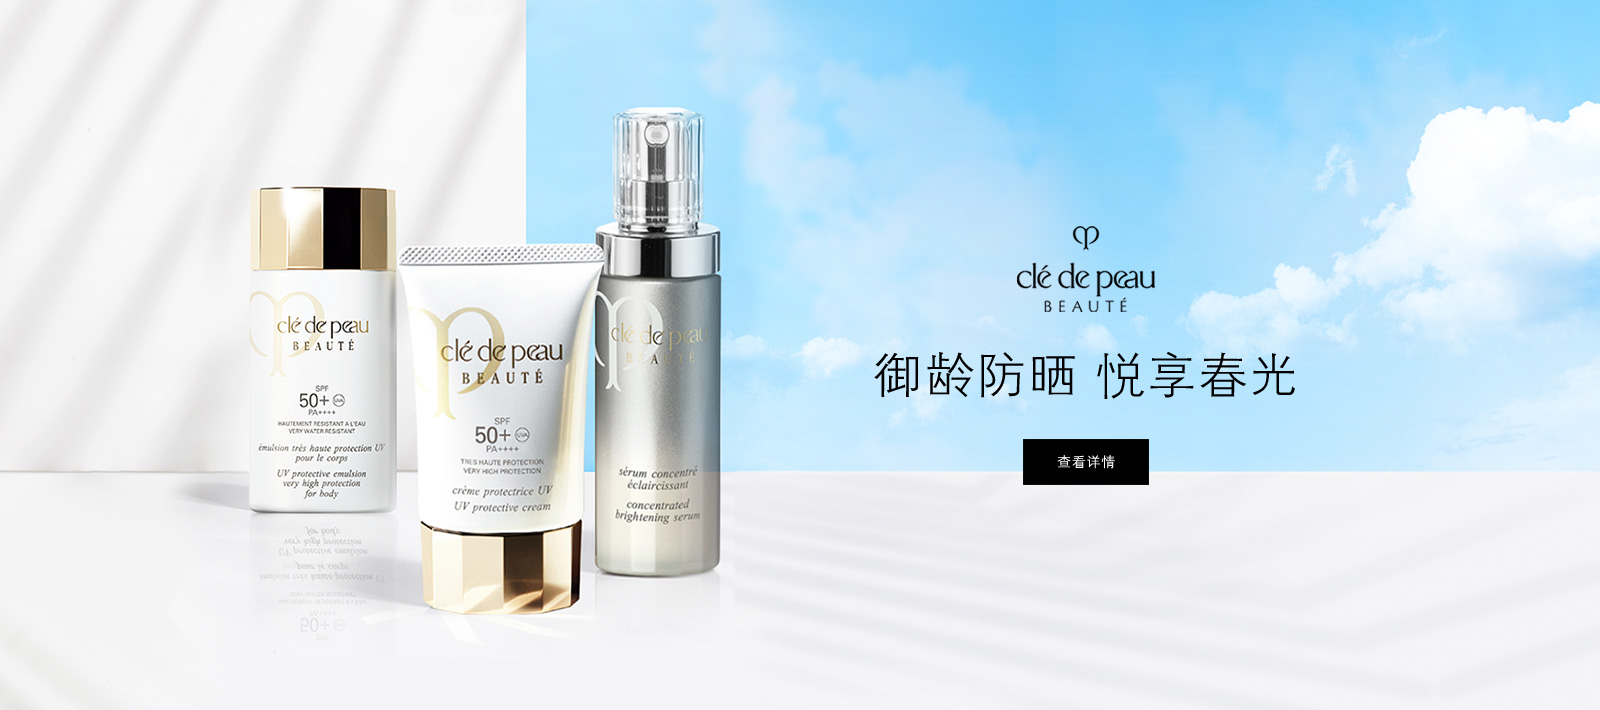 clé de peau
BEAUTÉ
SPF
50+ UVA
PA++++
HAUTEMENT RESISTANT A L'EAU
VERY WATER RESISTANT
émulsion très haute protection UV
pour le corps
UV protective emulsion
very high protection
for body
clé de peau
BEAUTÉ
SPF
50+ UVA
PA++++
TRES HAUTE PROTECTION
VERY HIGH PROTECTION
crème protectrice UV
UV protective cream
clé de peau
BEAUTÉ
sérum concentré
éclaircissant
concentrated
brightening serum
clé de peau
BEAUTÉ
御龄防晒 悦享春光
查看详情